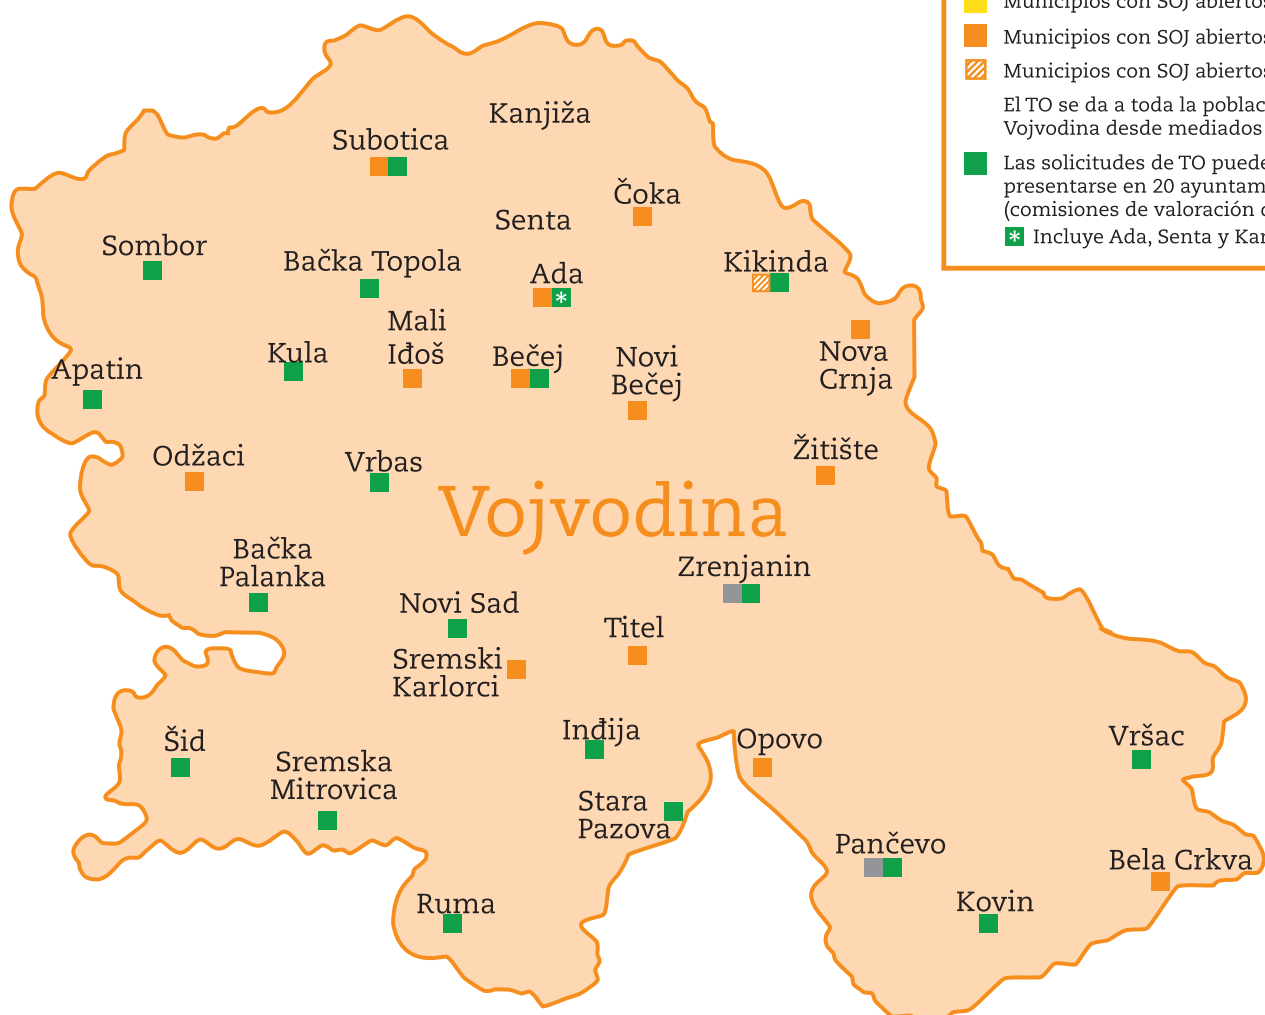 Municipios con SOJ abiertos
Municipios con SOJ abiertos
Municipios con SOJ abiertos
El TO se da a toda la poblac
Vojvodina desde mediados
Las solicitudes de TO puede
presentarse en 20 ayuntam
(comisiones de valoración
* Incluye Ada, Senta y Kan
Kanjiža
Subotica
Čoka
Senta
Sombor
Bačka Topola
Ada
*
Kikinda
Mali
Iđoš
Kula
Bečej
Novi
Bečej
Nova
Crnja
Apatin
Odžaci
Vrbas
Žitište
Vojvodina
Bačka
Palanka
Zrenjanin
Novi Sad
Titel
Sremski
Karlorci
Šid
Inđija
Opovo
Vršac
Sremska
Mitrovica
Stara
Pazova
Pančevo
Bela Crkva
Ruma
Kovin